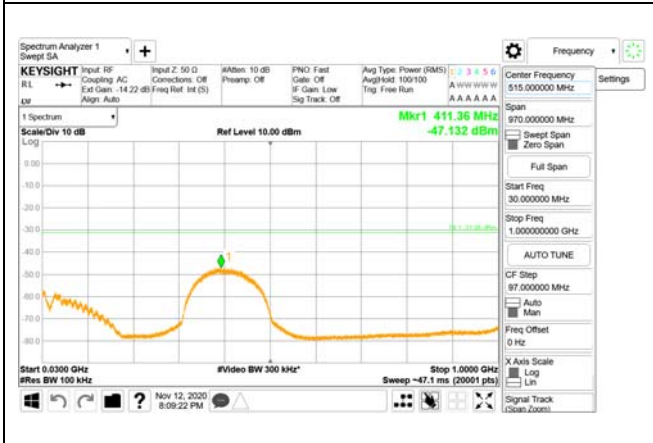 Spectrum Analyzer 1
Swept SA
+
Frequency
KEYSIGHT
Input: RF
Coupling: AC
Ext Gain: -14.22 dB
Align: Auto
Input Z: 50 Ω
Corrections: Off
Freq Ref: Int (S)
#Atten: 10 dB
Preamp: Off
PNO: Fast
Gate: Off
IF Gain: Low
Sig Track: Off
Avg Type: Power (RMS)
Avg|Hold: 100/100
Trig: Free Run
1 2 3 4 5 6
A W W W W W
A A A A A A
RL
Center Frequency
515.000000 MHz
Settings
1 Spectrum
Mkr1 411.36 MHz
-47.132 dBm
Scale/Div 10 dB
Ref Level 10.00 dBm
Log
0.00
-10.0
-20.0
-30.0
-40.0
-50.0
-60.0
-70.0
-80.0
1
Span
970.000000 MHz
Swept Span
Zero Span
Full Span
Start Freq
30.000000 MHz
Stop Freq
1.000000000 GHz
AUTO TUNE
CF Step
97.000000 MHz
Auto
Man
Freq Offset
0 Hz
X Axis Scale
Log
Lin
Signal Track
(Span Zoom)
Start 0.0300 GHz
#Video BW 300 kHz*
Stop 1.0000 GHz
#Res BW 100 kHz
Sweep ~47.1 ms (20001 pts)
?
Nov 12, 2020
8:09:22 PM